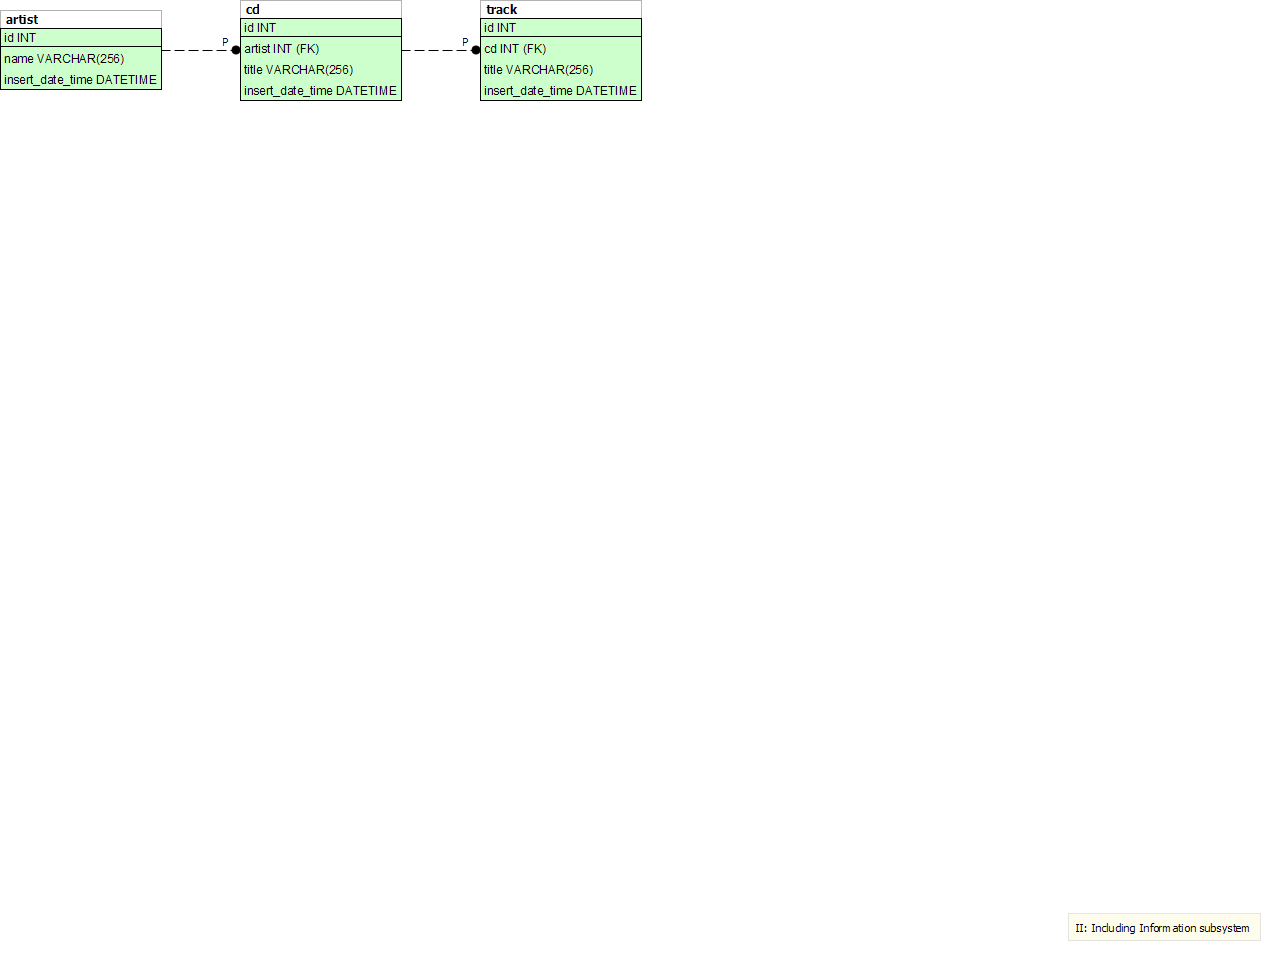 artist
id INT
name VARCHAR(256)
insert_date_time DATETIME
P
cd
id INT
artist INT (FK)
title VARCHAR(256)
insert_date_time DATETIME
P
track
id INT
cd INT (FK)
title VARCHAR(256)
insert_date_time DATETIME
II: Including Information subsystem